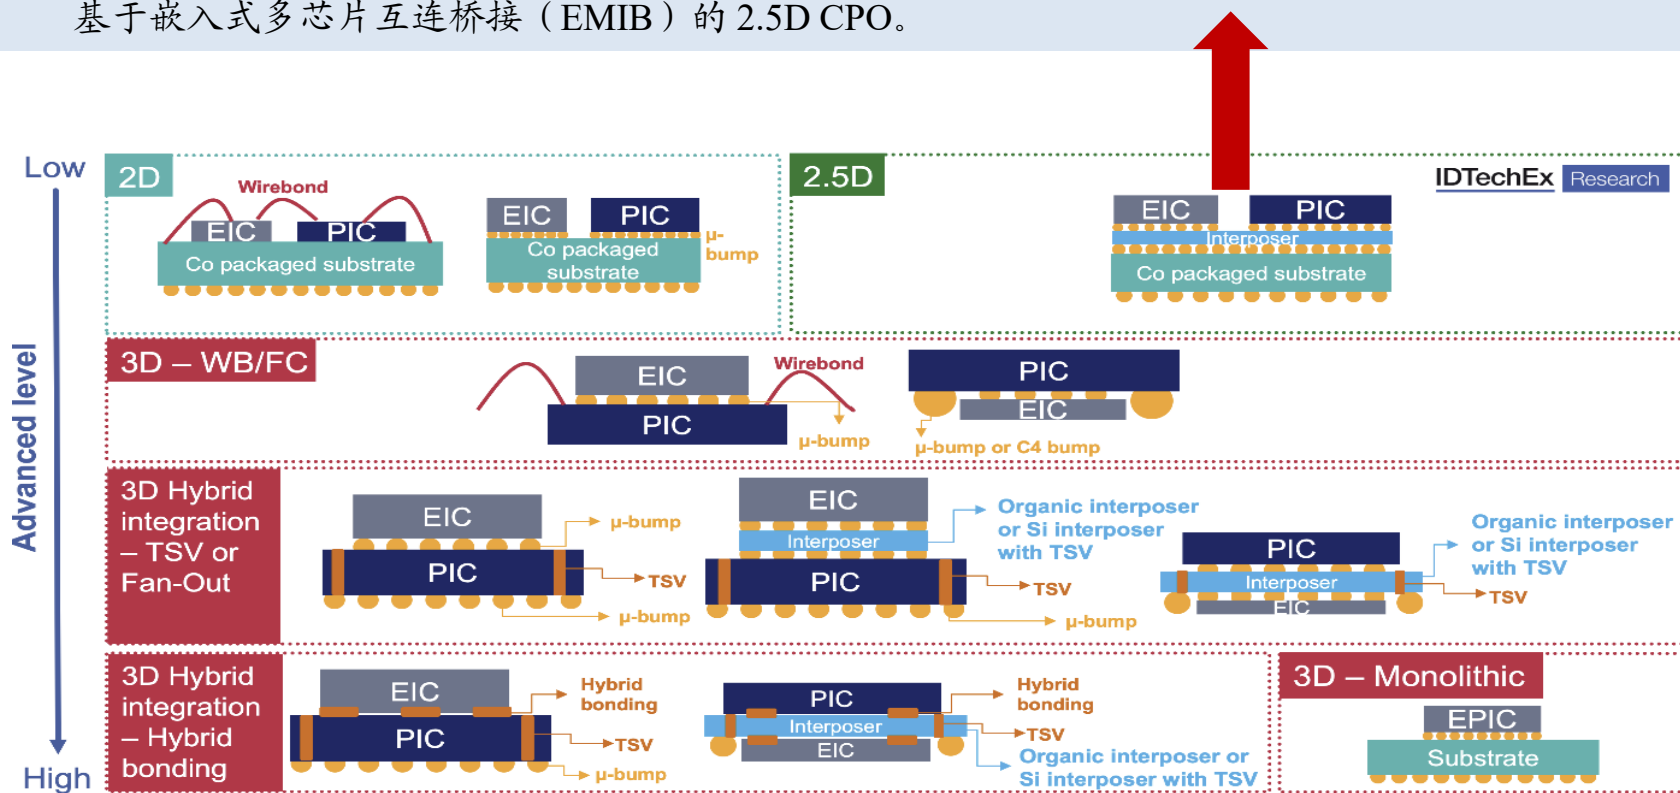 基于嵌入式多芯片互连桥接（EMIB）的 2.5D CPO。
Low
Advanced level
High
2D
Wirebond
EIC
PIC
Co packaged substrate
EIC
PIC
μ-
bump
Co packaged
substrate
2.5D
IDTechEx Research
EIC
PIC
Interposer
Co packaged substrate
3D – WB/FC
EIC
PIC
Wirebond
μ-bump
PIC
EIC
μ-bump or C4 bump
3D Hybrid
integration
– TSV or
Fan-Out
EIC
PIC
μ-bump
TSV
μ-bump
EIC
Interposer
PIC
Organic interposer
or Si interposer
with TSV
TSV
μ-bump
PIC
Interposer
EIC
Organic interposer
or Si interposer
with TSV
TSV
3D Hybrid
integration
– Hybrid
bonding
EIC
PIC
Hybrid
bonding
TSV
μ-bump
PIC
Interposer
EIC
Hybrid
bonding
TSV
Organic interposer or
Si interposer with TSV
3D – Monolithic
EPIC
Substrate